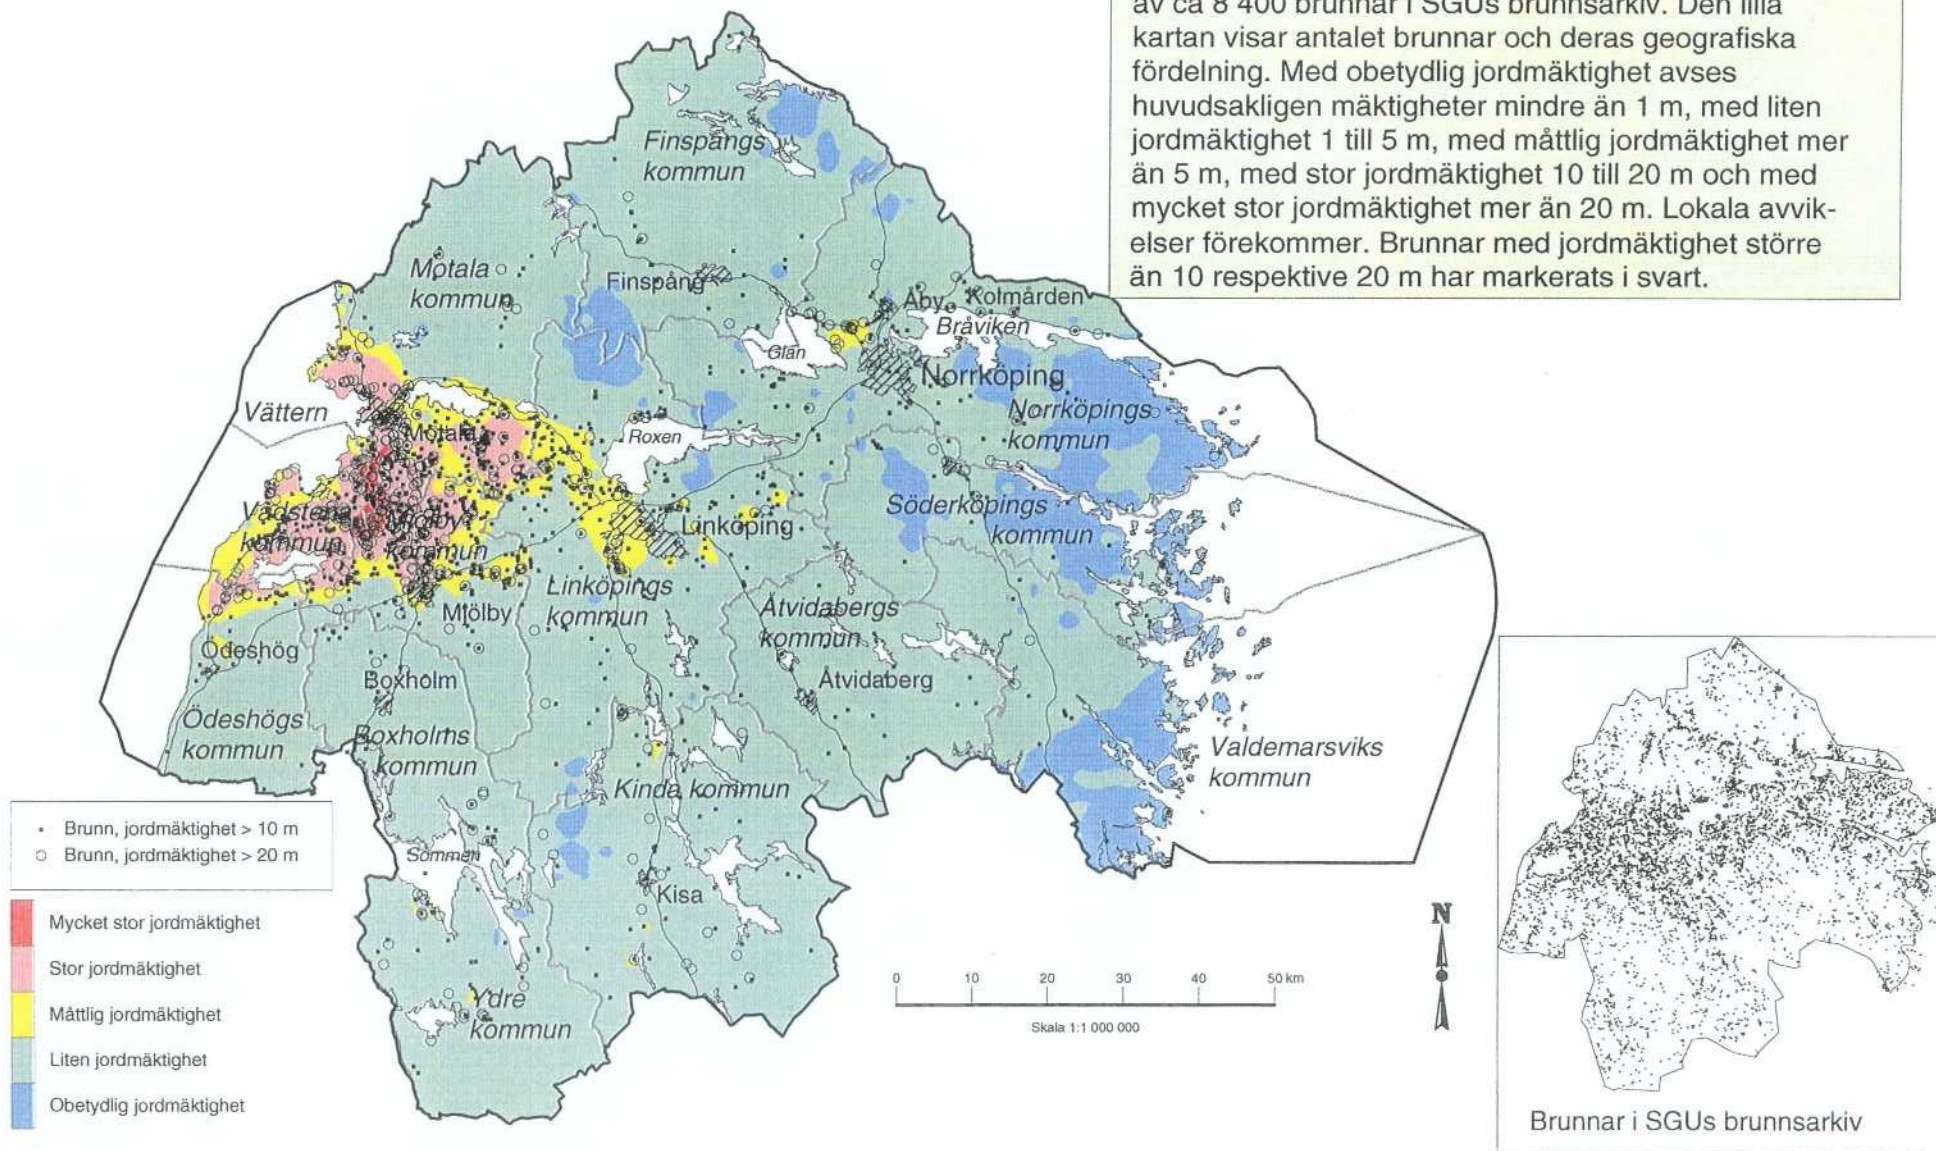 av ca 8 400 brunnar i SGUs brunnsarkiv. Den lilla
kartan visar antalet brunnar och deras geografiska
fördelning. Med obetydlig jordmäktighet avses
huvudsakligen mäktigheter mindre än 1 m, med liten
jordmäktighet 1 till 5 m, med måttlig jordmäktighet mer
än 5 m, med stor jordmäktighet 10 till 20 m och med
mycket stor jordmäktighet mer än 20 m. Lokala avvik-
elser förekommer. Brunnar med jordmäktighet större
än 10 respektive 20 m har markerats i svart.
Finspångs
kommun
Motala
kommun
Finspång
Åby
Kolmården
Bråviken
Glan
Norrköping
Vättern
Norrköpings
kommun
Motala
Roxen
Vadstena
kommun
Mjölby
kommun
Linköping
Söderköpings
kommun
Linköpings
kommun
Mjölby
Åtvidabergs
kommun
Ödeshög
Boxholm
Åtvidaberg
Ödeshögs
kommun
Boxholms
kommun
Valdemarsviks
kommun
Kinda kommun
Sommen
Kisa
Ydre
kommun
Brunn, jordmäktighet > 10 m
Brunn, jordmäktighet > 20 m
Mycket stor jordmäktighet
Stor jordmäktighet
Måttlig jordmäktighet
Liten jordmäktighet
Obetydlig jordmäktighet
0 10 20 30 40 50 km
Skala 1:1 000 000
N
Brunnar i SGUs brunnsarkiv